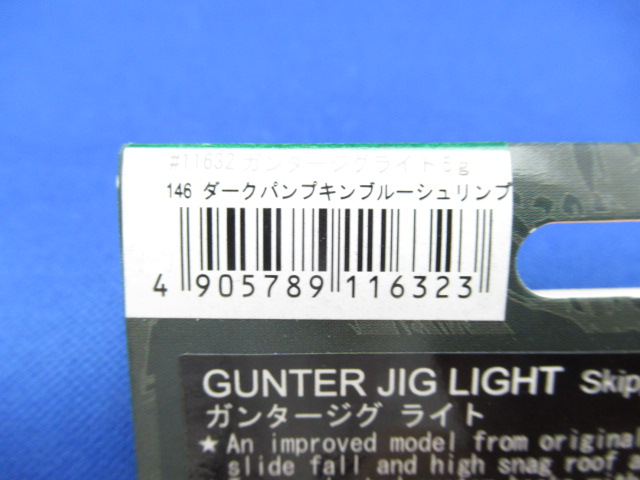 #11632 ガンタージグライト5g
146 ダークパンプキンブルーシュリンプ
4 905789 116323
GUNTER JIG LIGHT Skip
ガンタージグ ライト
★ An improved model from original
slide fall and high snag roof